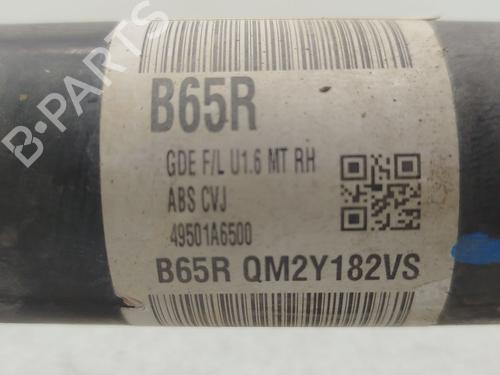 B65R
GDE F/L U1.6 MT RH
ABS CVJ
49501A6500
B65R QM2Y182VS
B-PARTS